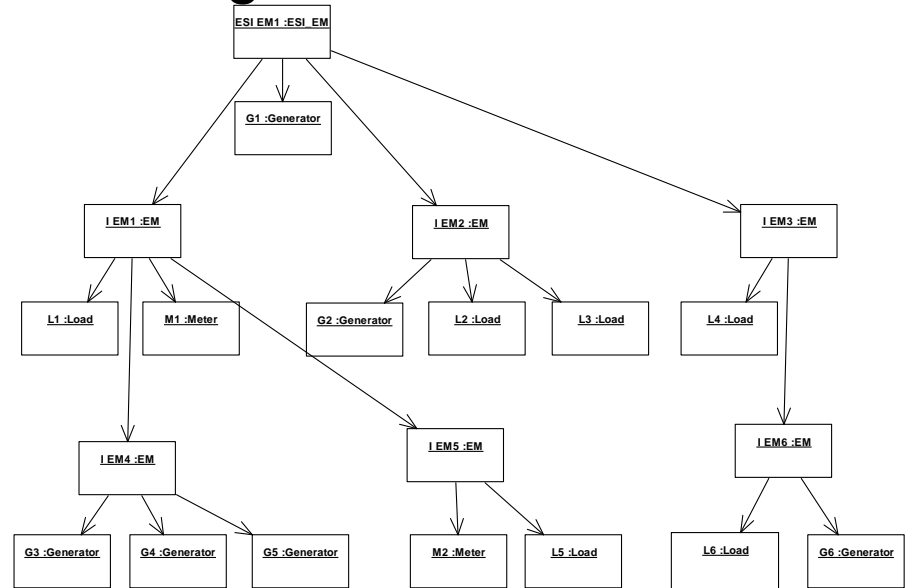 ESI EM1 :ESI_EM
G1 :Generator
I EM1 :EM
I EM2 :EM
I EM3 :EM
L1 :Load
M1 :Meter
G2 :Generator
L2 :Load
L3 :Load
L4 :Load
I EM4 :EM
I EM5 :EM
I EM6 :EM
G3 :Generator
G4 :Generator
G5 :Generator
M2 :Meter
L5 :Load
L6 :Load
G6 :Generator